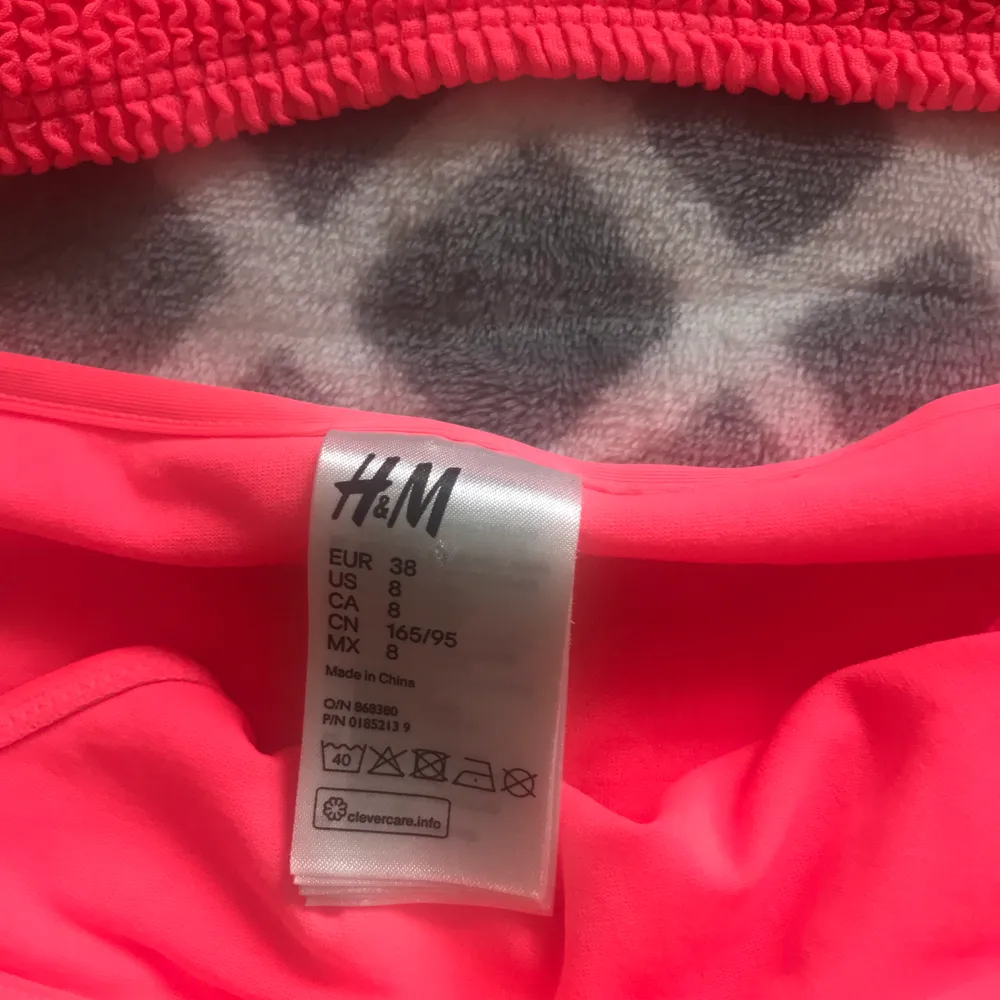 H&M
EUR 38
US 8
CA 8
CN 165/95
MX 8
Made in China
O/N 868380
P/N 0185213 9
40
clevercare.info